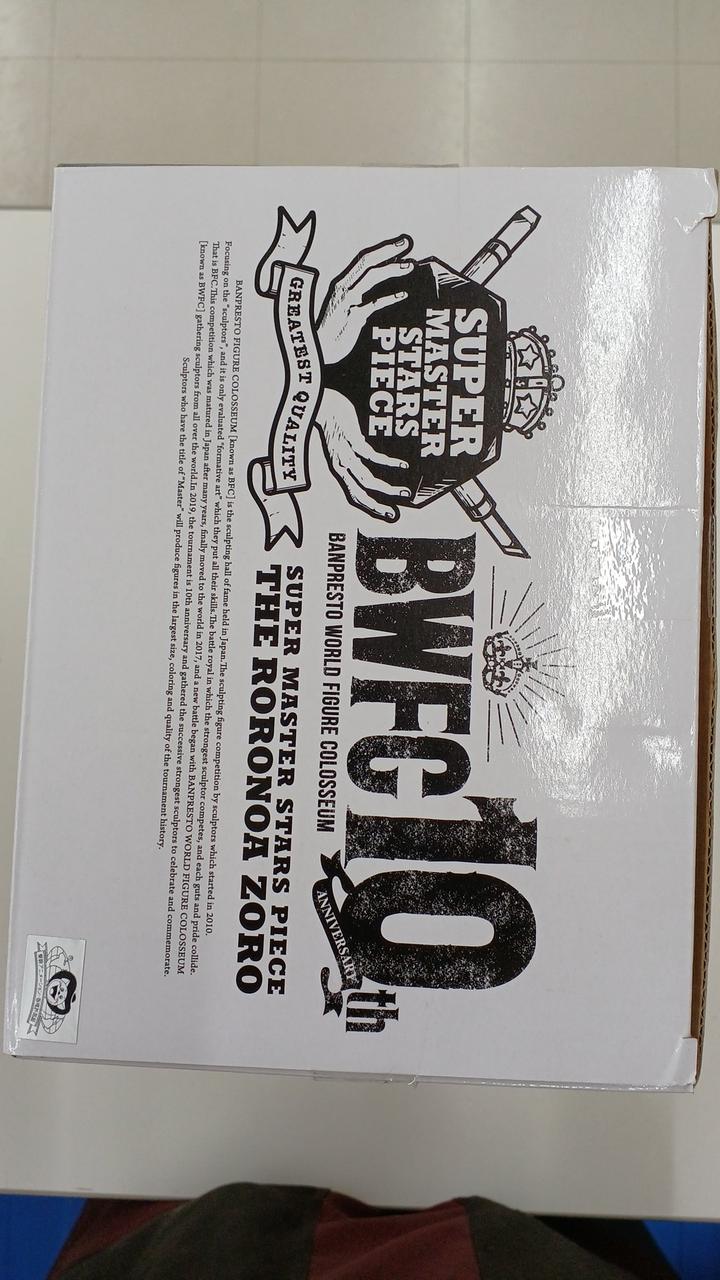 SUPER
MASTER
STARS
PIECE
GREATEST QUALITY
BWFC10th
ANNIVERSARY
BANPRESTO WORLD FIGURE COLOSSEUM
SUPER MASTER STARS PIECE
THE RORONOA ZORO
BANPRESTO FIGURE COLOSSEUM [known as BFC] is the sculpting hall of fame held in Japan.The sculpting figure competition by sculptors which started in 2010.
Focusing on the "sculptors", and it is only evaluated "formative art" which they put all their skills.The battle royal in which the strongest sculptor competes, and each guts and pride collide.
That is BFC.This competition which was matured in Japan after many years, finally moved to the world in 2017, and a new battle began with BANPRESTO WORLD FIGURE COLOSSEUM
[known as BWFC] gathering sculptors from all over the world.In 2019, the tournament is 10th anniversary and gathered the successive strongest sculptors to celebrate and commemorate.
Sculptors who have the title of "Master" will produce figures in the largest size, coloring and quality of the tournament history.